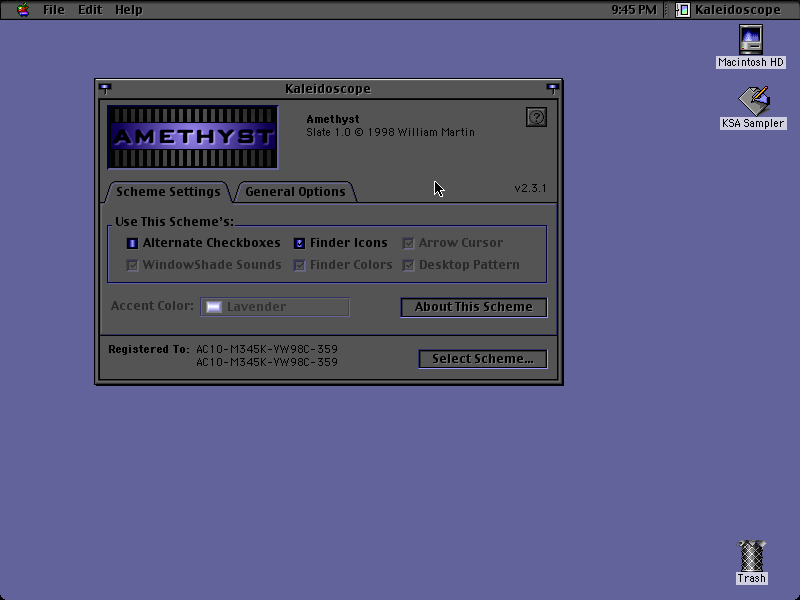 File Edit Help
9:45 PM
Kaleidoscope
Macintosh HD
KSA Sampler
Kaleidoscope
AMETHYST
Amethyst
Slate 1.0 © 1998 William Martin
?
Scheme Settings
General Options
v2.3.1
Use This Scheme's:
Alternate Checkboxes
Finder Icons
Arrow Cursor
WindowShade Sounds
Finder Colors
Desktop Pattern
Accent Color: Lavender
About This Scheme
Registered To: AC10-M345K-VW98C-359
AC10-M345K-VW98C-359
Select Scheme...
Trash